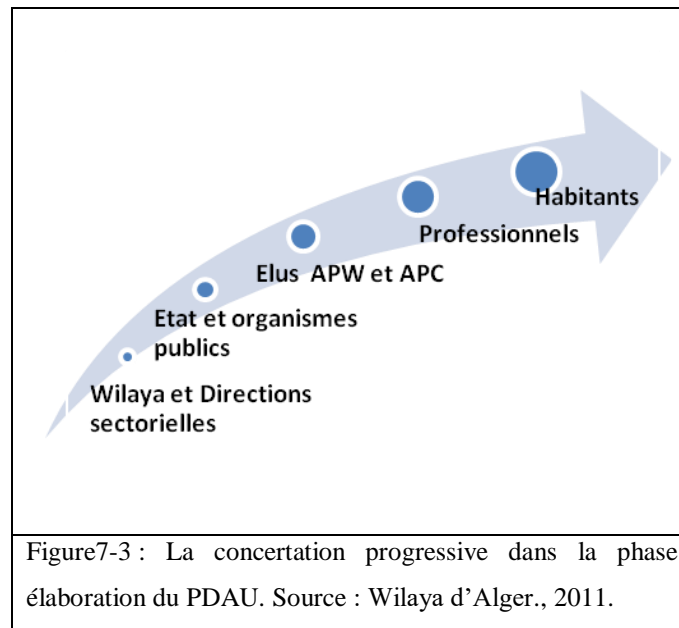 Habitants
Professionnels
Elus APW et APC
Etat et organismes
publics
Wilaya et Directions
sectorielles
Figure7-3 : La concertation progressive dans la phase
élaboration du PDAU. Source : Wilaya d’Alger., 2011.